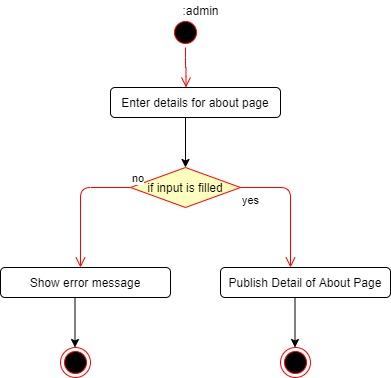 :admin
Enter details for about page
no
if input is filled
yes
Show error message
Publish Detail of About Page